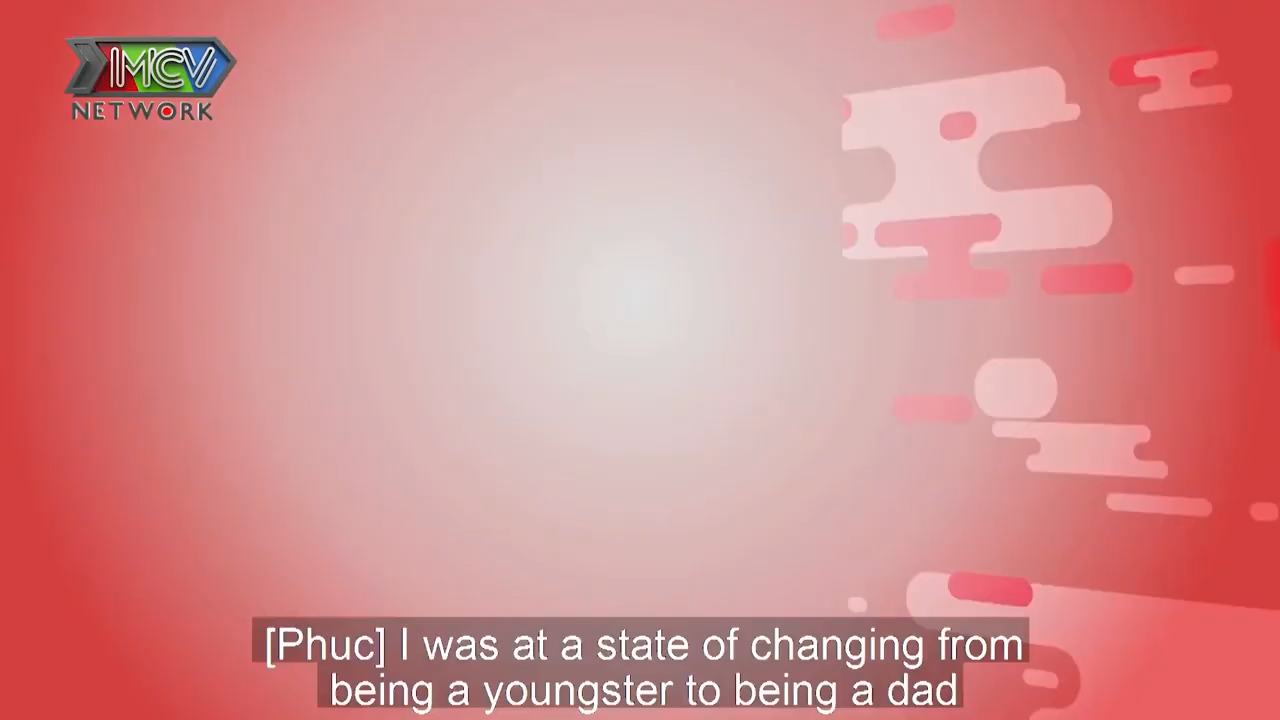 MCV
NETWORK
[Phuc] I was at a state of changing from
being a youngster to being a dad